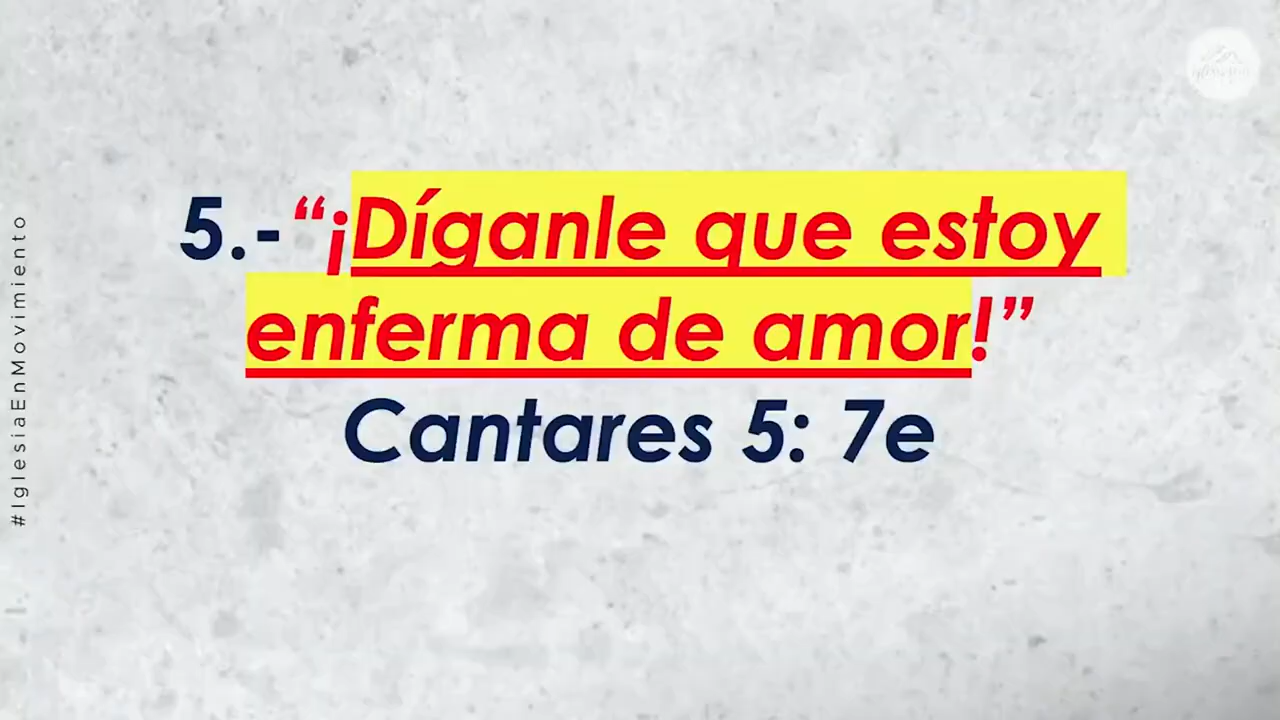 5.-“¡Díganle que estoy
enferma de amor!”
Cantares 5: 7e
#IglesiaEnMovimiento